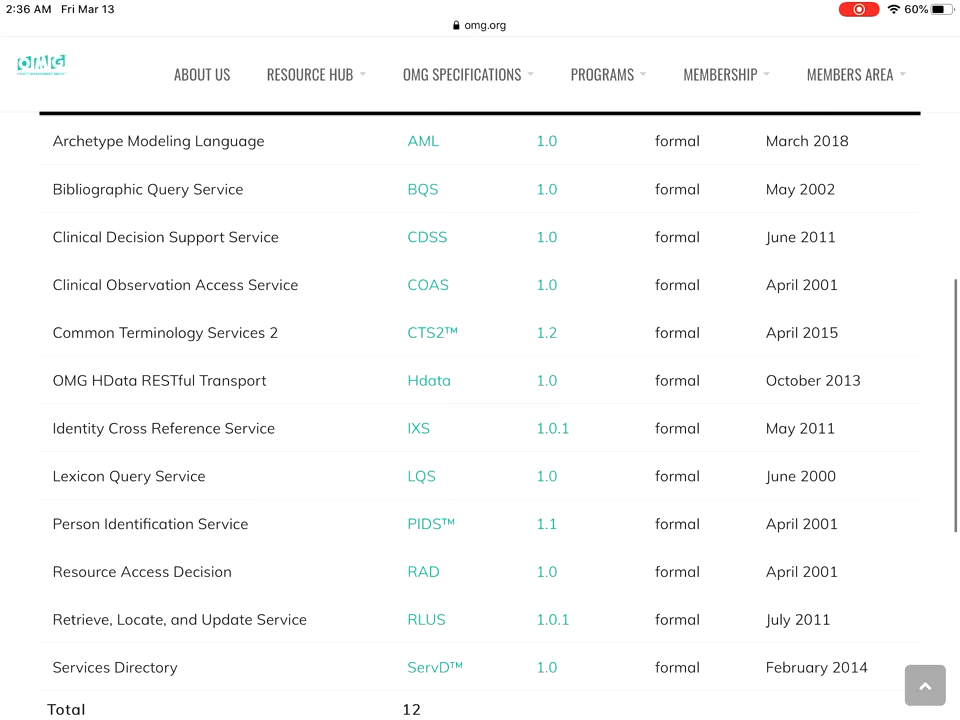 2:36 AM Fri Mar 13
60%
omg.org
OMG
ABOUT US RESOURCE HUB OMG SPECIFICATIONS PROGRAMS MEMBERSHIP MEMBERS AREA
Archetype Modeling Language AML 1.0 formal March 2018
Bibliographic Query Service BQS 1.0 formal May 2002
Clinical Decision Support Service CDSS 1.0 formal June 2011
Clinical Observation Access Service COAS 1.0 formal April 2001
Common Terminology Services 2 CTS2™ 1.2 formal April 2015
OMG HData RESTful Transport Hdata 1.0 formal October 2013
Identity Cross Reference Service IXS 1.0.1 formal May 2011
Lexicon Query Service LQS 1.0 formal June 2000
Person Identification Service PIDS™ 1.1 formal April 2001
Resource Access Decision RAD 1.0 formal April 2001
Retrieve, Locate, and Update Service RLUS 1.0.1 formal July 2011
Services Directory ServD™ 1.0 formal February 2014
Total 12